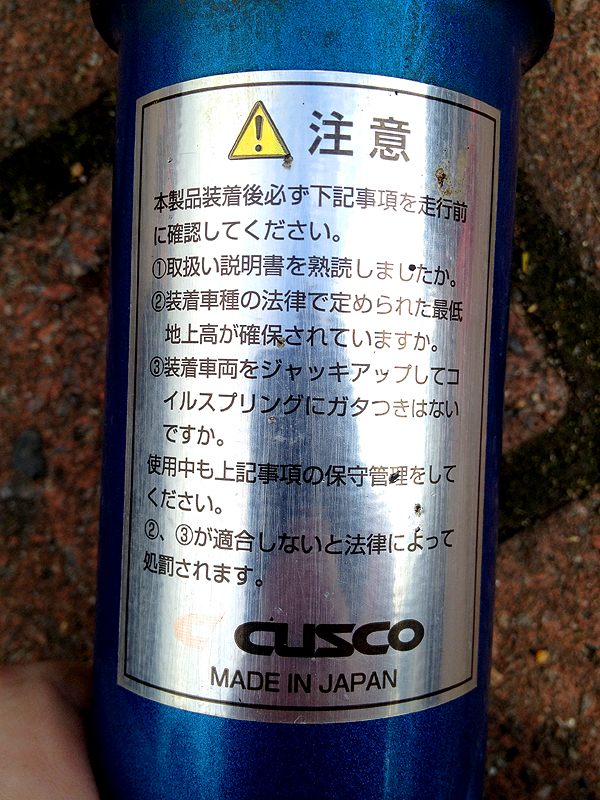 注意
本製品装着後必ず下記事項を走行前
に確認してください。
①取扱い説明書を熟読しましたか。
②装着車種の法律で定められた最低
地上高が確保されていますか。
③装着車両をジャッキアップしてコ
イルスプリングにガタつきはない
ですか。
使用中も上記事項の保守管理をして
ください。
②、③が適合しないと法律によって
処罰されます。
CUSCO
MADE IN JAPAN